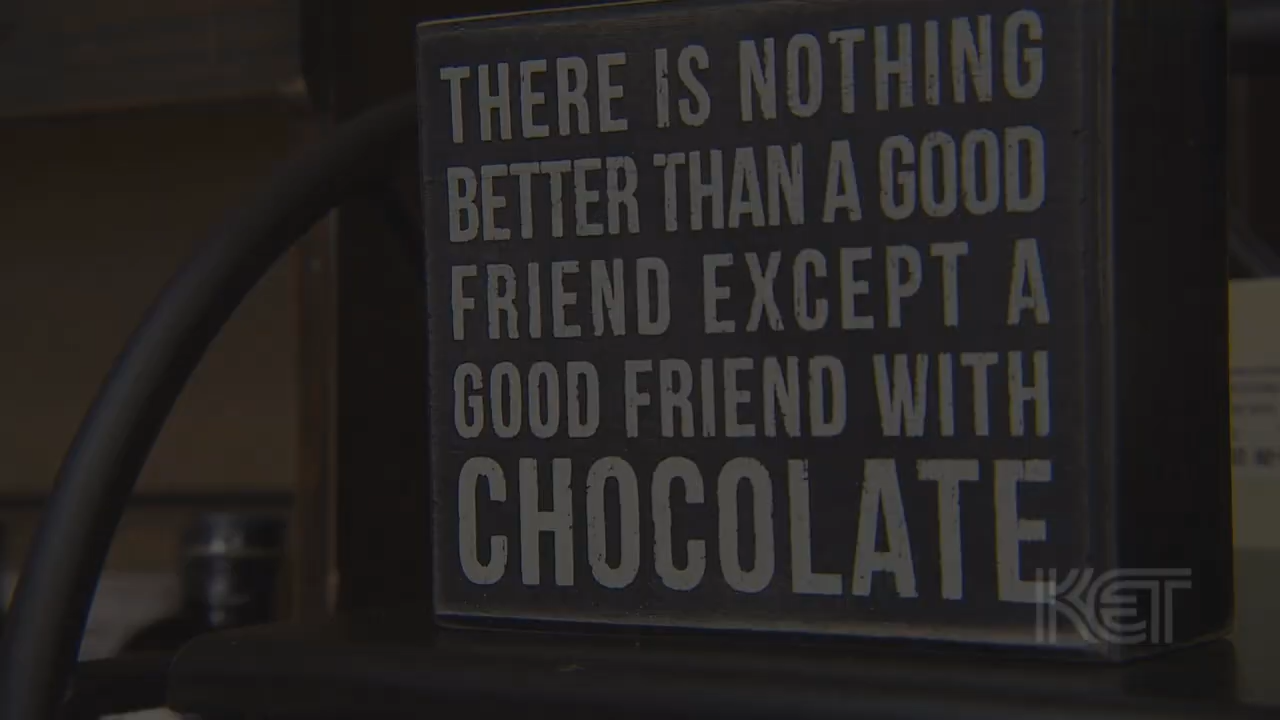 THERE IS NOTHING
BETTER THAN A GOOD
FRIEND EXCEPT A
GOOD FRIEND WITH
CHOCOLATE
KET